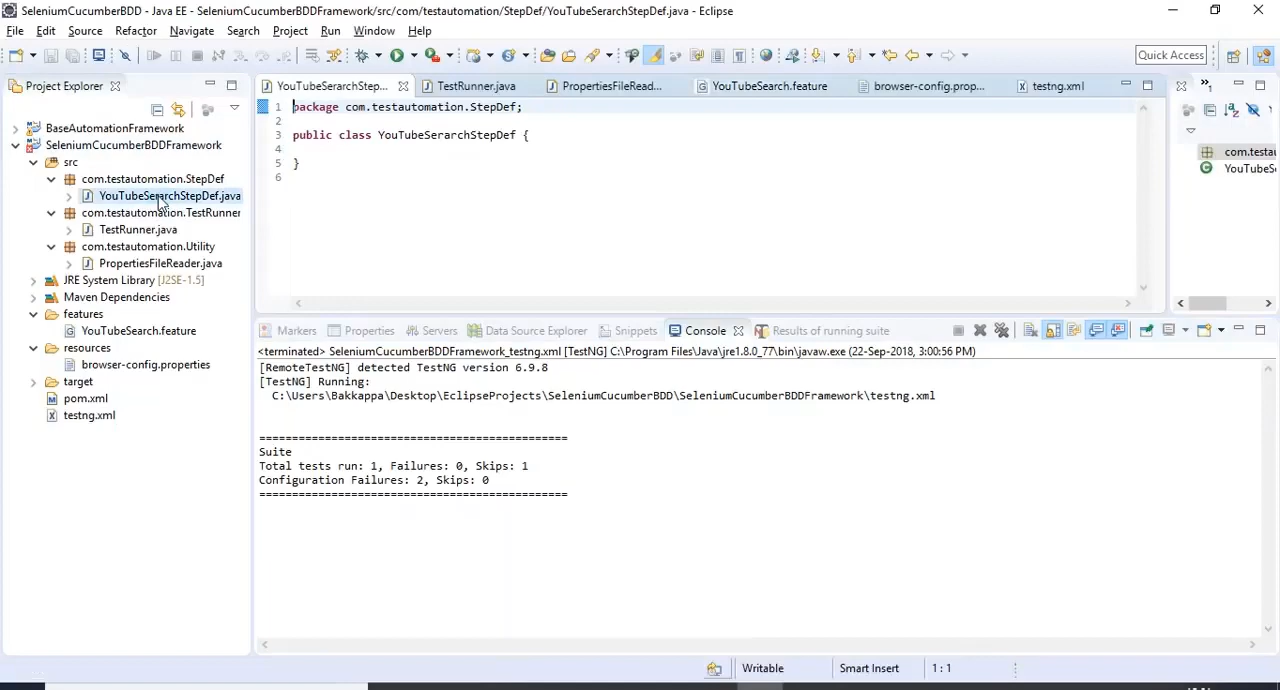 SeleniumCucumberBDD - Java EE - SeleniumCucumberBDDFramework/src/com/testautomation/StepDef/YouTubeSerarchStepDef.java - Eclipse
File Edit Source Refactor Navigate Search Project Run Window Help
Quick Access
Project Explorer
YouTubeSerarchStep... TestRunner.java PropertiesFileRead... YouTubeSearch.feature browser-config.prop... testng.xml
BaseAutomationFramework
SeleniumCucumberBDDFramework
src
com.testautomation.StepDef
YouTubeSerarchStepDef.java
com.testautomation.TestRunner
TestRunner.java
com.testautomation.Utility
PropertiesFileReader.java
JRE System Library [J2SE-1.5]
Maven Dependencies
features
YouTubeSearch.feature
resources
browser-config.properties
target
pom.xml
testng.xml
1 package com.testautomation.StepDef;
2
3 public class YouTubeSerarchStepDef {
4
5 }
6
com.testau
YouTubeSe
Markers Properties Servers Data Source Explorer Snippets Console Results of running suite
<terminated> SeleniumCucumberBDDFramework_testng.xml [TestNG] C:\Program Files\Java\jre1.8.0_77\bin\javaw.exe (22-Sep-2018, 3:00:56 PM)
[RemoteTestNG] detected TestNG version 6.9.8
[TestNG] Running:
C:\Users\Bakkappa\Desktop\EclipseProjects\SeleniumCucumberBDD\SeleniumCucumberBDDFramework\testng.xml
===============================================
Suite
Total tests run: 1, Failures: 0, Skips: 1
Configuration Failures: 2, Skips: 0
===============================================
Writable Smart Insert 1 : 1